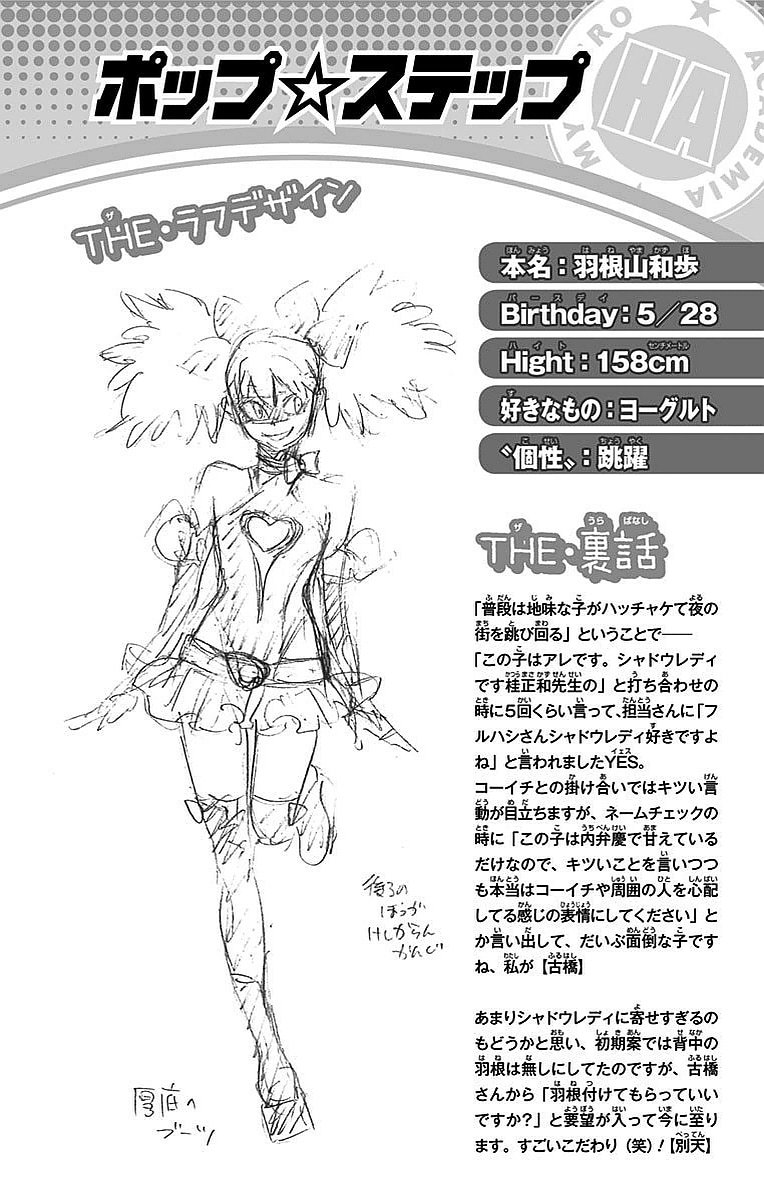 ポップ☆ステップ
MY HERO ACADEMIA
HA
THE・ラフデザイン
本名：羽根山和歩
Birthday：5／28
Hight：158cm
好きなもの：ヨーグルト
〝個性〟：跳躍
THE・裏話
「普段は地味な子がハッチャケて夜の
街を跳び回る」ということで──
「この子はアレです。シャドウレディ
です桂正和先生の」と打ち合わせの
時に5回くらい言って、担当さんに「フ
ルハシさんシャドウレディ好きですよ
ね」と言われましたYES。
コーイチとの掛け合いではキツい言
動が目立ちますが、ネームチェックの
時に「この子は内弁慶で甘えている
だけなので、キツいことを言いつつ
も本当はコーイチや周囲の人を心配
してる感じの表情にしてください」と
か言い出して、だいぶ面倒な子です
ね、私が【古橋】
あまりシャドウレディに寄せすぎるの
もどうかと思い、初期案では背中の
羽根は無しにしてたのですが、古橋
さんから「羽根付けてもらっていい
ですか？」と要望が入って今に至り
ます。すごいこだわり（笑）！【別天】
後ろの
ほうが
けしからん
かんじ
厚底の
ブーツ